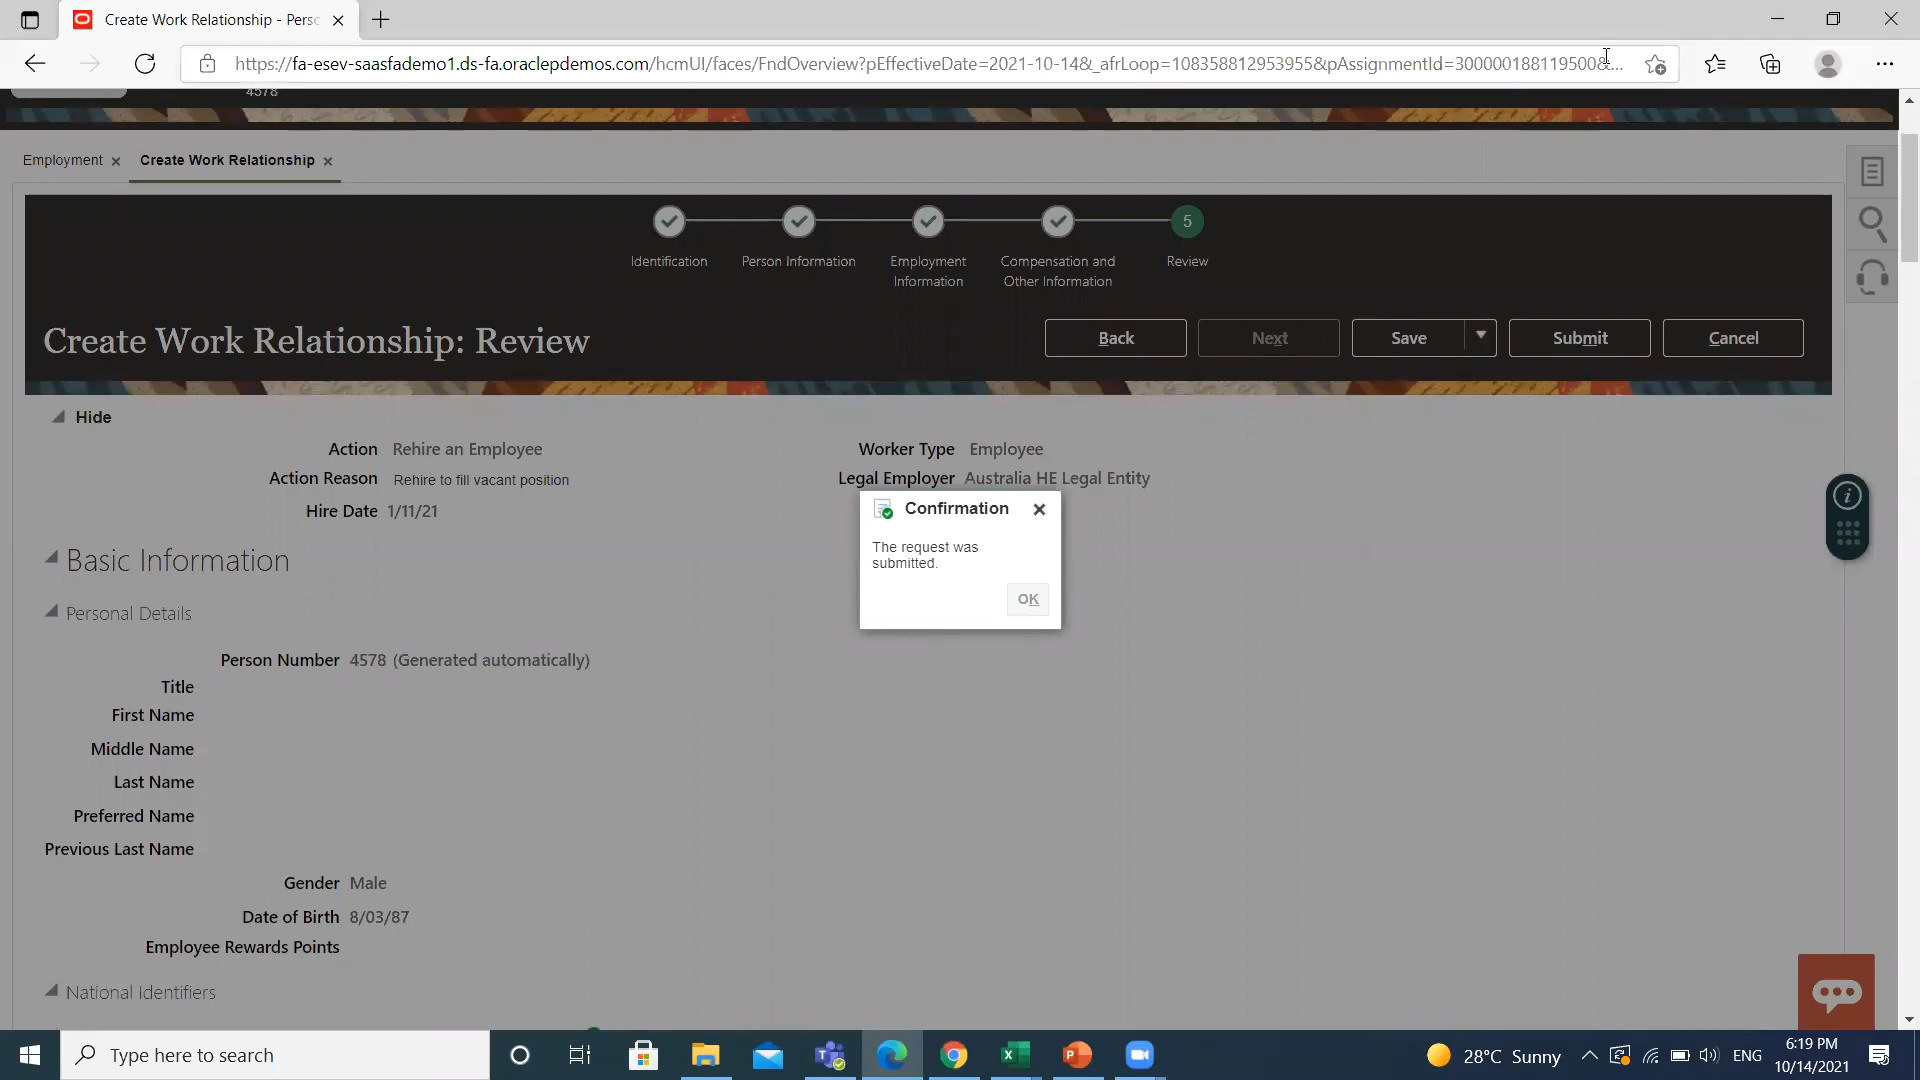 Create Work Relationship - Pers
https://fa-esev-saasfademo1.ds-fa.oraclepdemos.com/hcmUI/faces/FndOverview?pEffectiveDate=2021-10-14&_afrLoop=108358812953955&pAssignmentId=300000188119500&...
4578
Employment
Create Work Relationship
5
Identification
Person Information
Employment Information
Compensation and Other Information
Review
Create Work Relationship: Review
Back
Next
Save
Submit
Cancel
Hide
Action Rehire an Employee
Worker Type Employee
Action Reason Rehire to fill vacant position
Legal Employer Australia HE Legal Entity
Hire Date 1/11/21
Confirmation
The request was
submitted.
OK
Basic Information
Personal Details
Person Number 4578 (Generated automatically)
Title
First Name
Middle Name
Last Name
Preferred Name
Previous Last Name
Gender Male
Date of Birth 8/03/87
Employee Rewards Points
National Identifiers
Type here to search
28°C Sunny
ENG
6:19 PM
10/14/2021